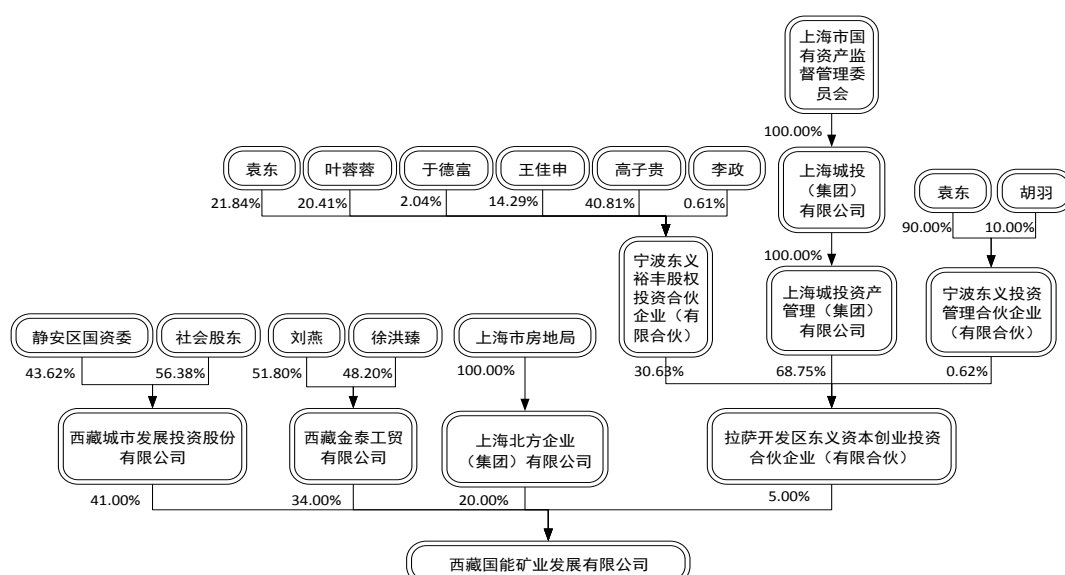 上海市国
有资产监
督管理委
员会
100.00%
袁东
叶蓉蓉
于德富
王佳申
高子贵
李政
21.84%
20.41%
2.04%
14.29%
40.81%
0.61%
上海城投
（集团）
有限公司
袁东
胡羽
90.00%
10.00%
100.00%
宁波东义
裕丰股权
投资合伙
企业（有
限合伙）
上海城投资产
管理（集团）
有限公司
宁波东义投资
管理合伙企业
（有限合伙）
静安区国资委
社会股东
刘燕
徐洪臻
上海市房地局
43.62%
56.38%
51.80%
48.20%
100.00%
30.63%
68.75%
0.62%
西藏城市发展投资股份
有限公司
西藏金泰工贸
有限公司
上海北方企业
（集团）有限公司
拉萨开发区东义资本创业投资
合伙企业（有限合伙）
41.00%
34.00%
20.00%
5.00%
西藏国能矿业发展有限公司